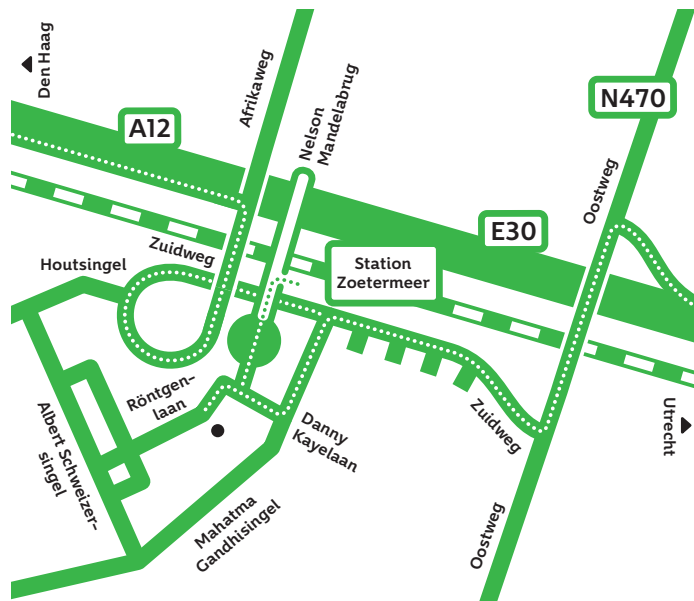 Den Haag
Afrikaweg
N470
A12
Nelson
Mandelabrug
Oostweg
E30
Zuidweg
Station
Zoetermeer
Houtsingel
Röntgen-
laan
Danny
Kayelaan
Zuidweg
Utrecht
Albert Schweizer-
singel
Mahatma
Gandhisingel
Oostweg